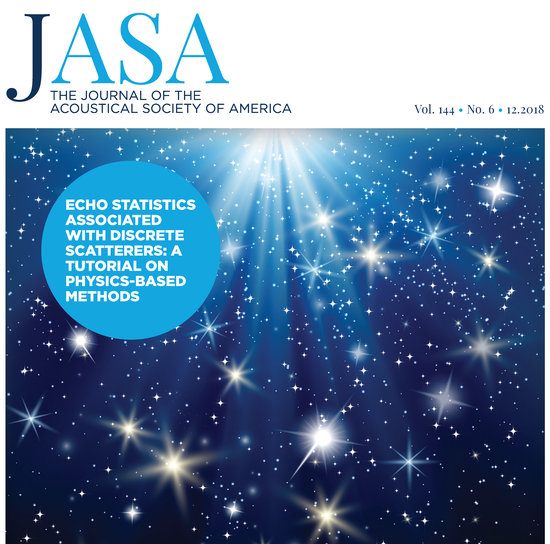 JASA
THE JOURNAL OF THE
ACOUSTICAL SOCIETY OF AMERICA
Vol. 144 • No. 6 • 12.2018
ECHO STATISTICS
ASSOCIATED
WITH DISCRETE
SCATTERERS: A
TUTORIAL ON
PHYSICS-BASED
METHODS